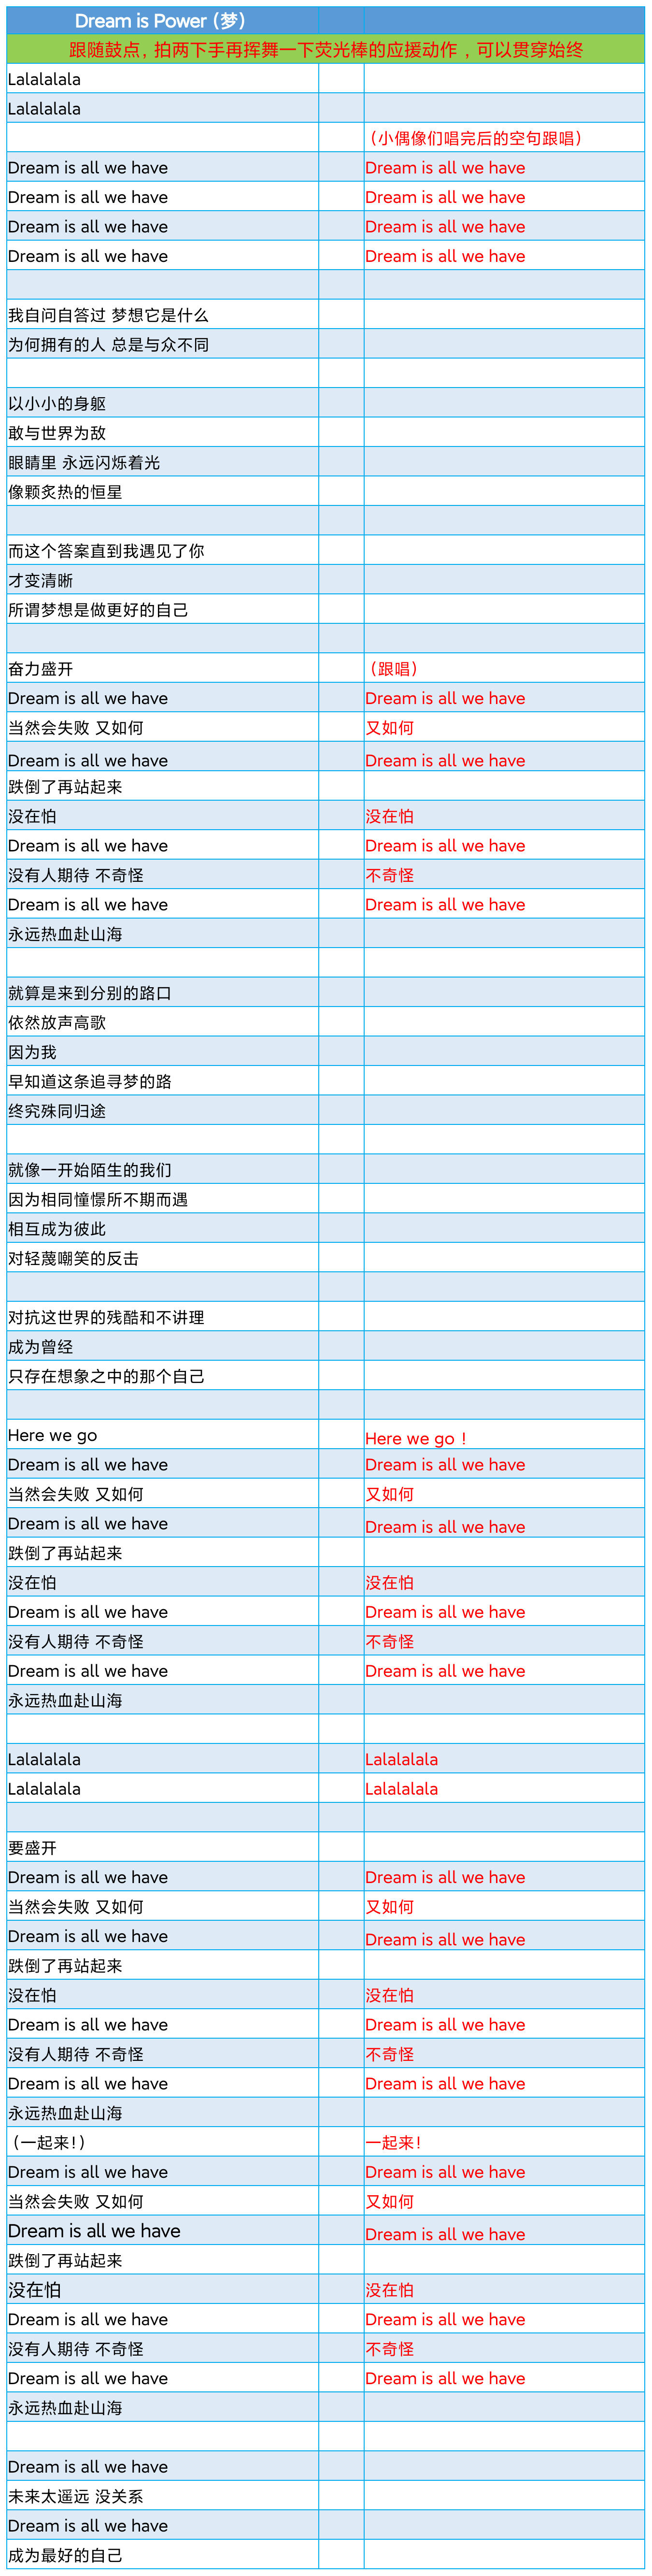 Dream is Power (梦)
跟随鼓点，拍两下手再挥舞一下荧光棒的应援动作，可以贯穿始终
Lalalalala
Lalalalala
（小偶像们唱完后的空句跟唱）
Dream is all we have Dream is all we have
Dream is all we have Dream is all we have
Dream is all we have Dream is all we have
Dream is all we have Dream is all we have
我自问自答过 梦想它是什么
为何拥有的人 总是与众不同
以小小的身躯
敢与世界为敌
眼睛里 永远闪烁着光
像颗炙热的恒星
而这个答案直到我遇见了你
才变清晰
所谓梦想是做更好的自己
奋力盛开 （跟唱）
Dream is all we have Dream is all we have
当然会失败 又如何 又如何
Dream is all we have Dream is all we have
跌倒了再站起来
没在怕 没在怕
Dream is all we have Dream is all we have
没有人期待 不奇怪 不奇怪
Dream is all we have Dream is all we have
永远热血赴山海
就算是来到分别的路口
依然放声高歌
因为我
早知道这条追寻梦的路
终究殊同归途
就像一开始陌生的我们
因为相同憧憬所不期而遇
相互成为彼此
对轻蔑嘲笑的反击
对抗这世界的残酷和不讲理
成为曾经
只存在想象之中的那个自己
Here we go Here we go！
Dream is all we have Dream is all we have
当然会失败 又如何 又如何
Dream is all we have Dream is all we have
跌倒了再站起来
没在怕 没在怕
Dream is all we have Dream is all we have
没有人期待 不奇怪 不奇怪
Dream is all we have Dream is all we have
永远热血赴山海
Lalalalala Lalalalala
Lalalalala Lalalalala
要盛开
Dream is all we have Dream is all we have
当然会失败 又如何 又如何
Dream is all we have Dream is all we have
跌倒了再站起来
没在怕 没在怕
Dream is all we have Dream is all we have
没有人期待 不奇怪 不奇怪
Dream is all we have Dream is all we have
永远热血赴山海
（一起来！） 一起来！
Dream is all we have Dream is all we have
当然会失败 又如何 又如何
Dream is all we have Dream is all we have
跌倒了再站起来
没在怕 没在怕
Dream is all we have Dream is all we have
没有人期待 不奇怪 不奇怪
Dream is all we have Dream is all we have
永远热血赴山海
Dream is all we have
未来太遥远 没关系
Dream is all we have
成为最好的自己